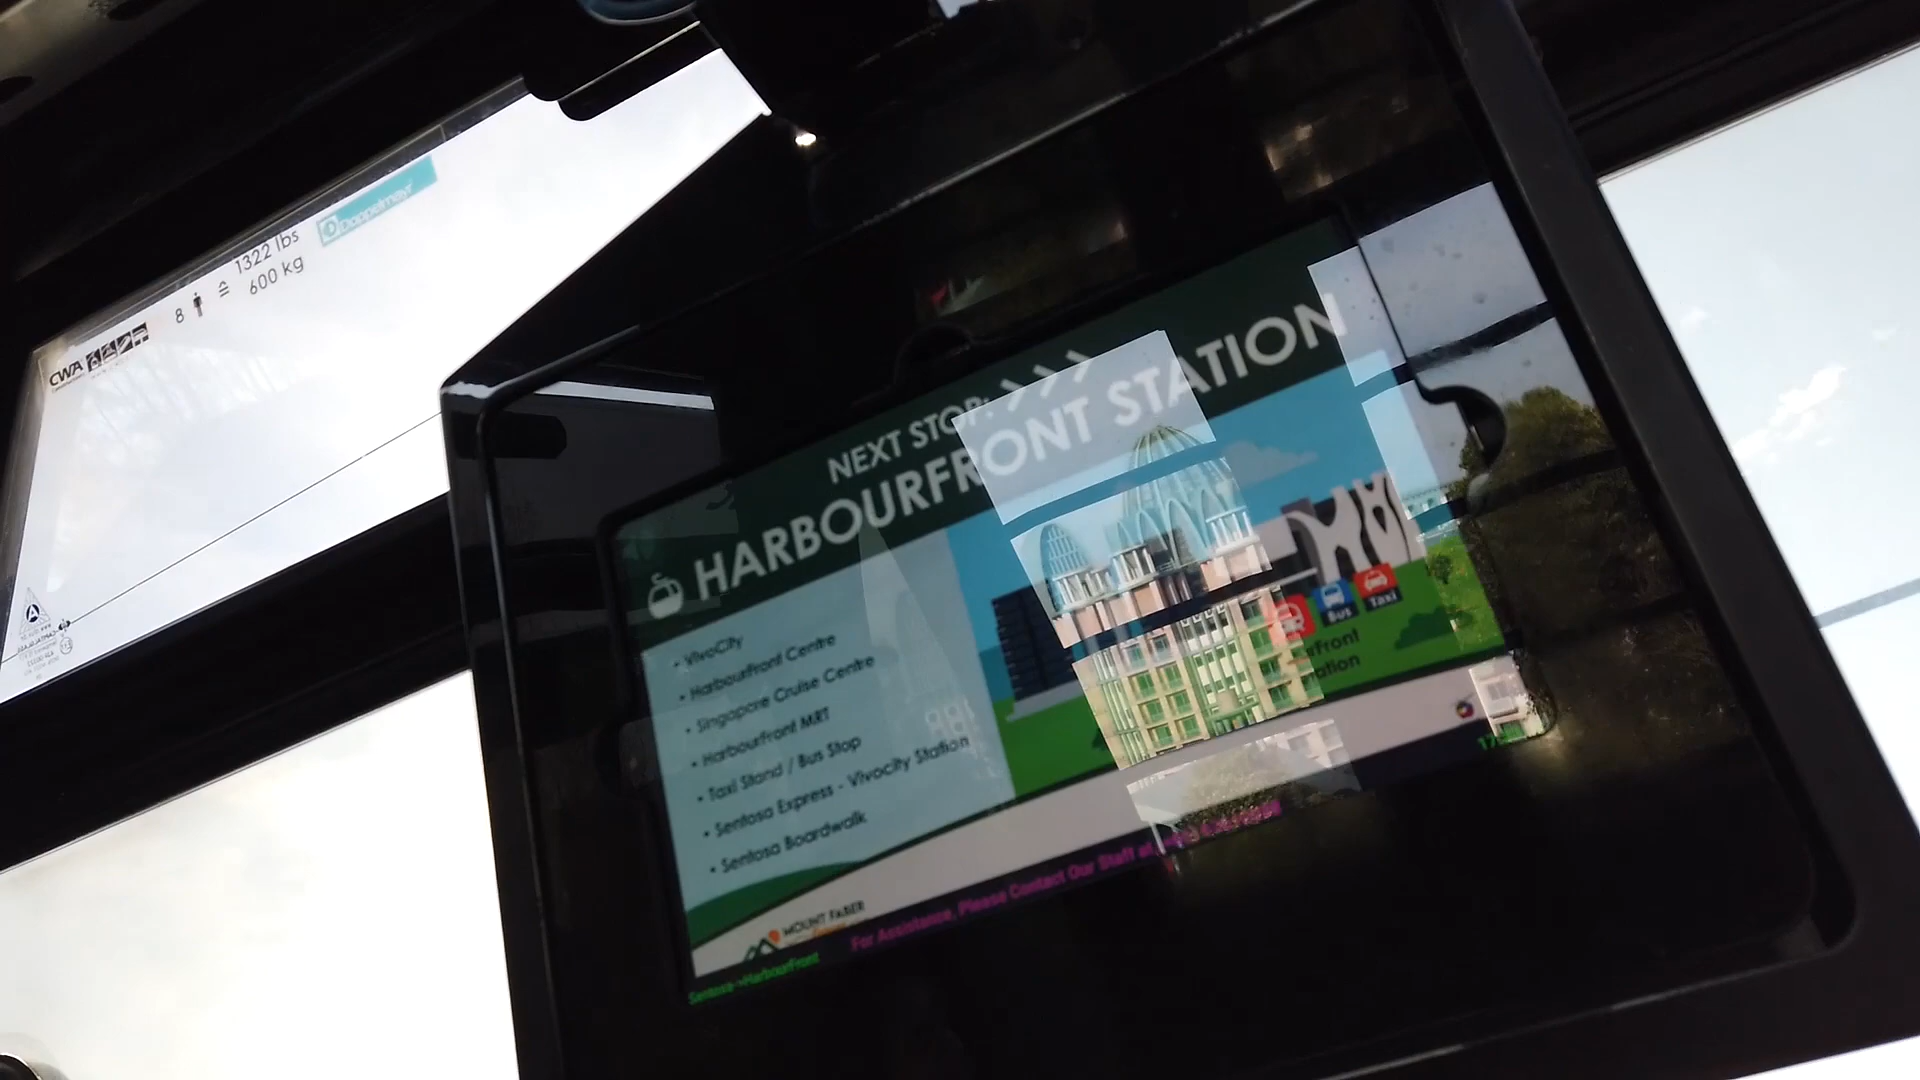 Doppelmayr
1322 lbs
8 ≙ 600 kg
CWA
NEXT STOP: >>>>
HARBOURFRONT STATION
• VivoCity
• HarbourFront Centre
• Singapore Cruise Centre
• HarbourFront MRT
• Taxi Stand / Bus Stop
• Sentosa Express - Vivocity Station
• Sentosa Boardwalk
Bus
Taxi
MOUNT FABER
For Assistance, Please Contact Our Staff at
Sentosa->HarbourFront